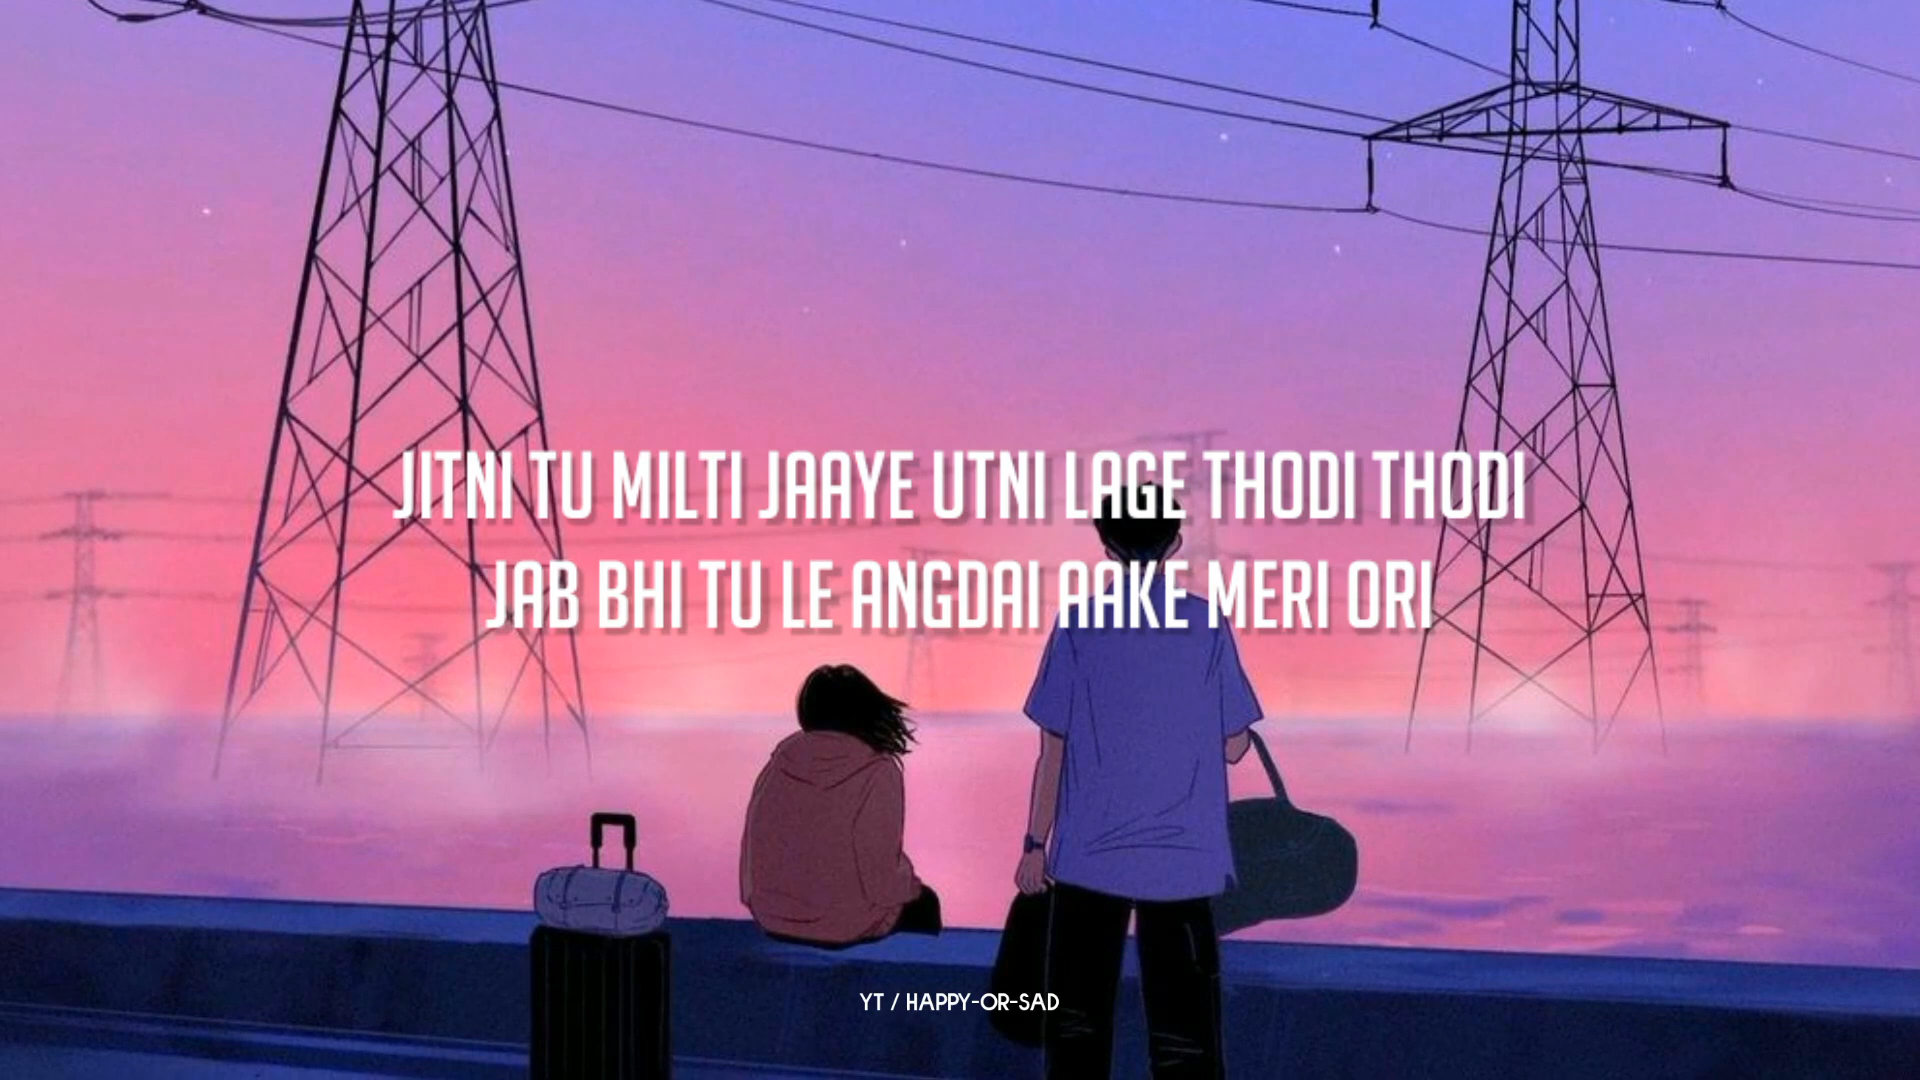 JITNI TU MILTI JAAYE UTNI LAGE THODI THODI
JAB BHI TU LE ANGDAI AAKE MERI ORI
YT / HAPPY-OR-SAD